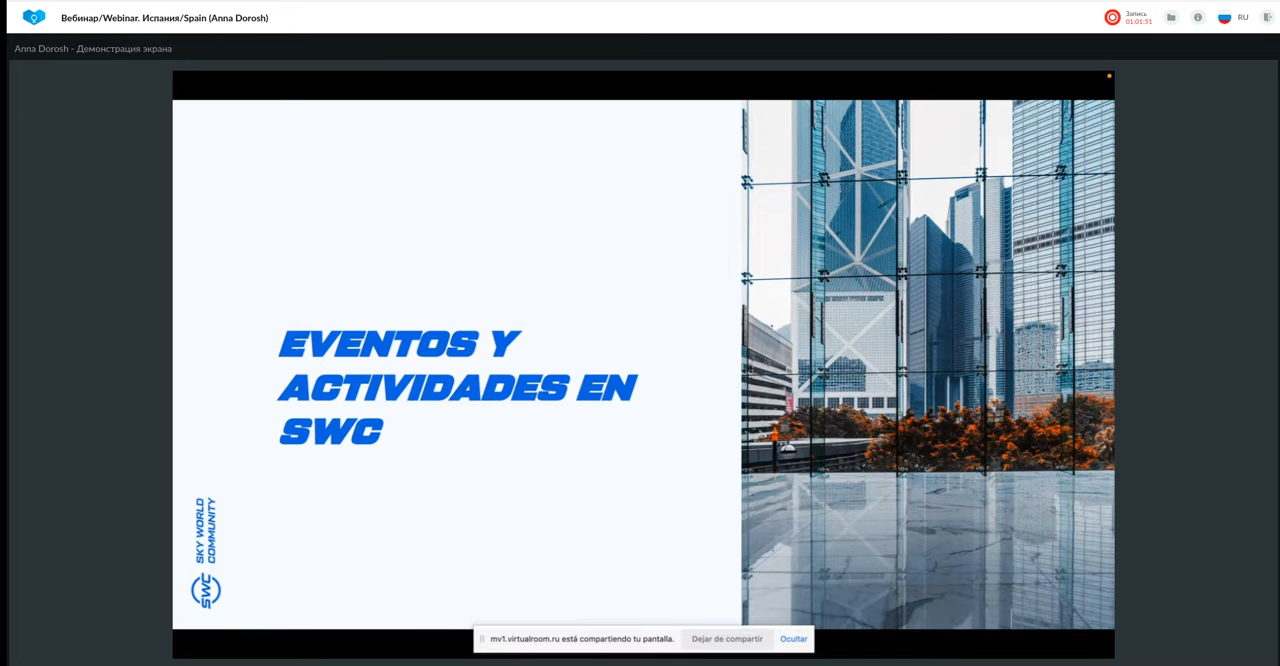 Вебинар/Webinar. Испания/Spain (Anna Dorosh)
Запись
01:01:51
RU
Anna Dorosh - Демонстрация экрана
EVENTOS Y
ACTIVIDADES EN
SWC
SKY WORLD
COMMUNITY
SWC
mv1.virtualroom.ru está compartiendo tu pantalla.
Dejar de compartir
Ocultar